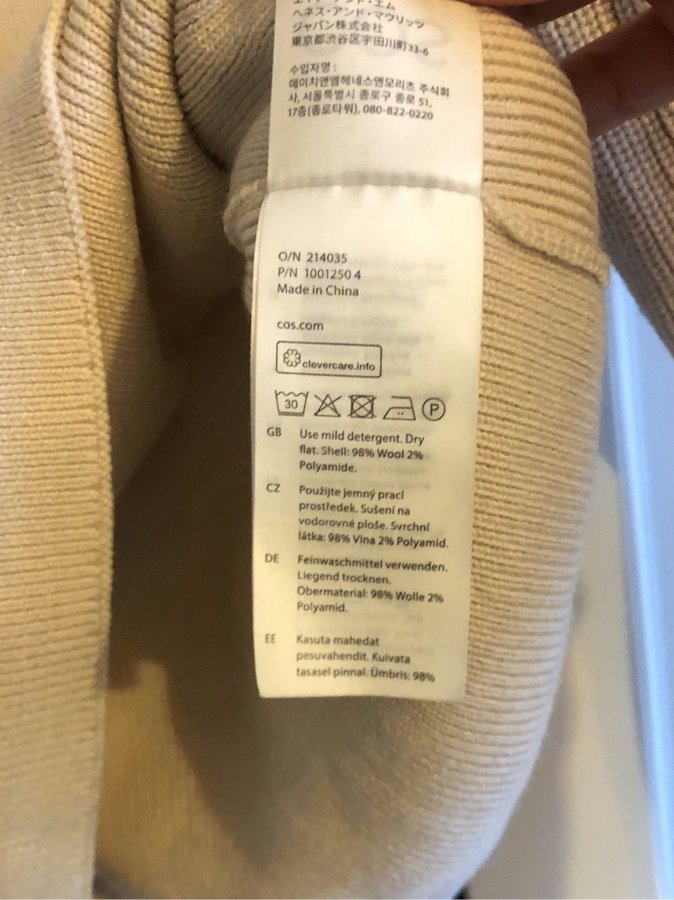 ヘネス・アンド・マウリッツ
ジャパン株式会社
東京都渋谷区宇田川町33-6
수입자명 :
에이치앤엠헤네스앤모리츠 주식회
사, 서울특별시 종로구 종로 51,
17층(종로타워), 080-822-0220
O/N 214035
P/N 1001250 4
Made in China
cos.com
clevercare.info
30
P
GB Use mild detergent. Dry
flat. Shell: 98% Wool 2%
Polyamide.
CZ Použijte jemný prací
prostředek. Sušení na
vodorovné ploše. Svrchní
látka: 98% Vlna 2% Polyamid.
DE Feinwaschmittel verwenden.
Liegend trocknen.
Obermaterial: 98% Wolle 2%
Polyamid.
EE Kasuta mahedat
pesuvahendit. Kuivata
tasasel pinnal. Ümbris: 98%